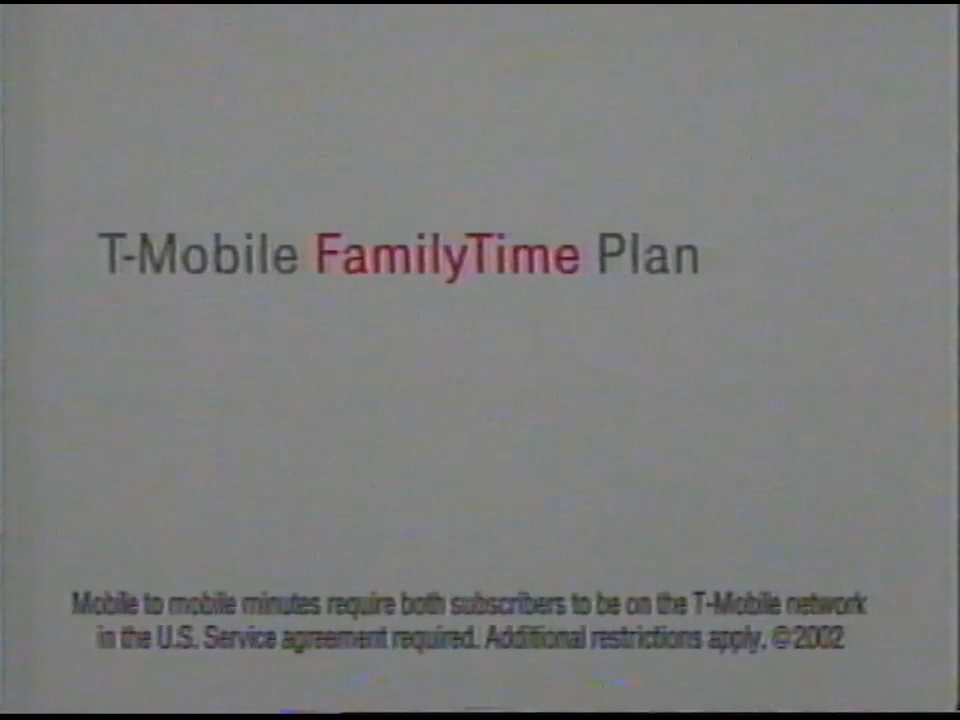 T-Mobile FamilyTime Plan
Mobile to mobile minutes require both subscribers to be on the T-Mobile network
in the U.S. Service agreement required. Additional restrictions apply. ©2002